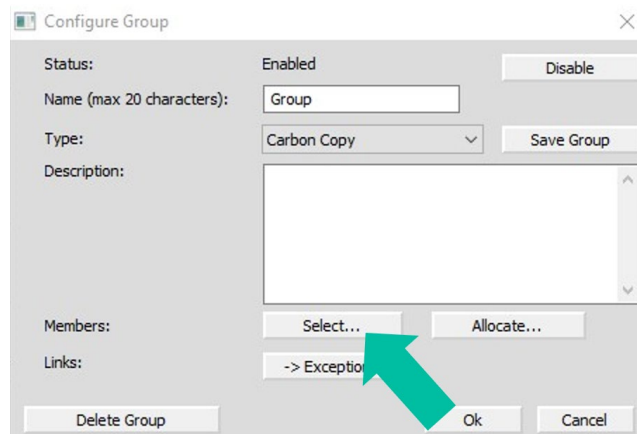 Configure Group
Status: Enabled Disable
Name (max 20 characters): Group
Type: Carbon Copy Save Group
Description:
Members: Select... Allocate...
Links: -> Exception
Delete Group Ok Cancel